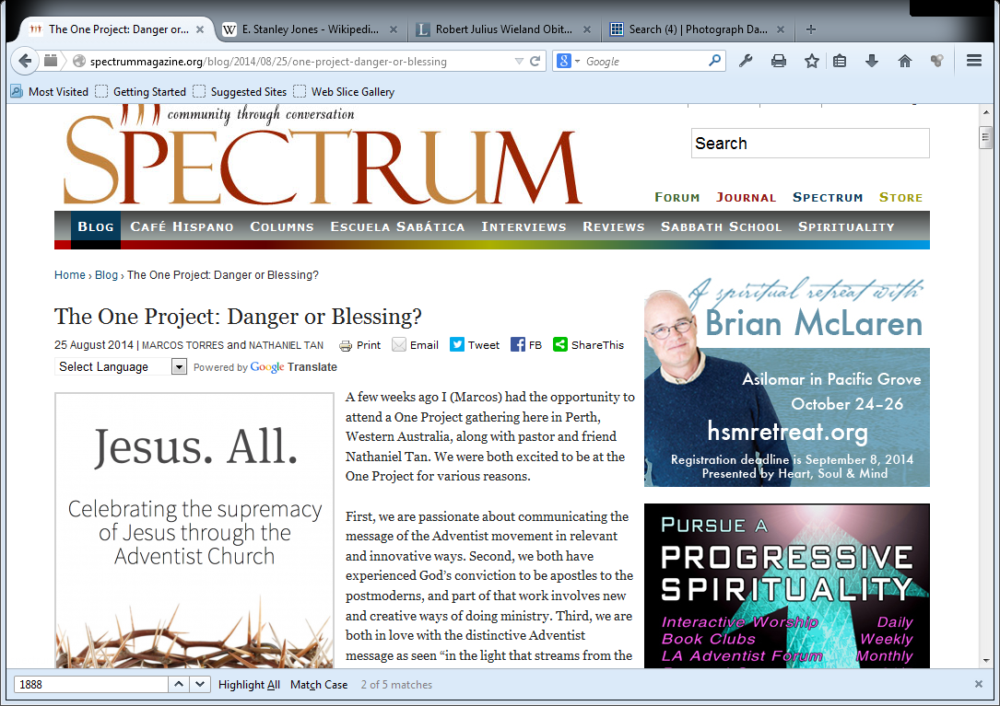 The One Project: Danger or...
E. Stanley Jones - Wikipedi...
Robert Julius Wieland Obit...
Search (4) | Photograph Da...
spectrummagazine.org/blog/2014/08/25/one-project-danger-or-blessing
Google
Most Visited
Getting Started
Suggested Sites
Web Slice Gallery
community through conversation
SPECTRUM
Search
FORUM JOURNAL SPECTRUM STORE
BLOG CAFÉ HISPANO COLUMNS ESCUELA SABÁTICA INTERVIEWS REVIEWS SABBATH SCHOOL SPIRITUALITY
Home › Blog › The One Project: Danger or Blessing?
The One Project: Danger or Blessing?
25 August 2014 | MARCOS TORRES and NATHANIEL TAN
Print Email Tweet FB ShareThis
Select Language
Powered by Google Translate
Jesus. All.
Celebrating the supremacy
of Jesus through the
Adventist Church
A few weeks ago I (Marcos) had the opportunity to
attend a One Project gathering here in Perth,
Western Australia, along with pastor and friend
Nathaniel Tan. We were both excited to be at the
One Project for various reasons.
First, we are passionate about communicating the
message of the Adventist movement in relevant
and innovative ways. Second, we both have
experienced God's conviction to be apostles to the
postmoderns, and part of that work involves new
and creative ways of doing ministry. Third, we are
both in love with the distinctive Adventist
message as seen "in the light that streams from the
A spiritual retreat with
Brian McLaren
Asilomar in Pacific Grove
October 24-26
hsmretreat.org
Registration deadline is September 8, 2014
Presented by Heart, Soul & Mind
PURSUE A
PROGRESSIVE
SPIRITUALITY
Interactive Worship Daily
Book Clubs Weekly
LA Adventist Forum Monthly
1888
Highlight All
Match Case
2 of 5 matches